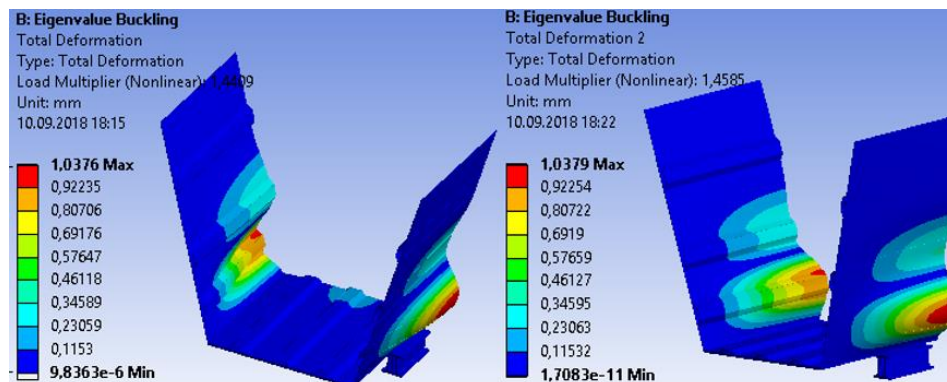 B: Eigenvalue Buckling
Total Deformation
Type: Total Deformation
Load Multiplier (Nonlinear): 1,4409
Unit: mm
10.09.2018 18:15
1,0376 Max
0,92235
0,80706
0,69176
0,57647
0,46118
0,34589
0,23059
0,1153
9,8363e-6 Min
B: Eigenvalue Buckling
Total Deformation 2
Type: Total Deformation
Load Multiplier (Nonlinear): 1,4585
Unit: mm
10.09.2018 18:22
1,0379 Max
0,92254
0,80722
0,6919
0,57659
0,46127
0,34595
0,23063
0,11532
1,7083e-11 Min